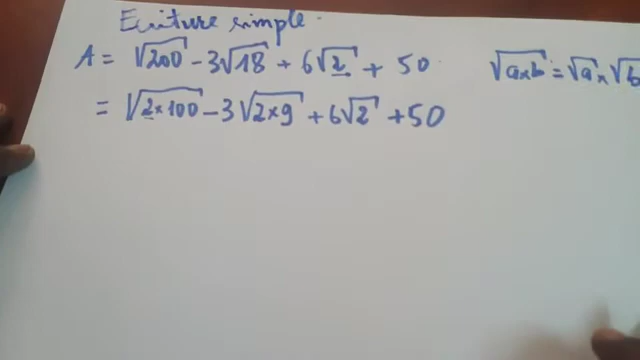 Ecriture simple.
A = √200 - 3√18 + 6√2 + 50
√a×b = √a × √b
= √2×100 - 3√2×9 + 6√2 + 50